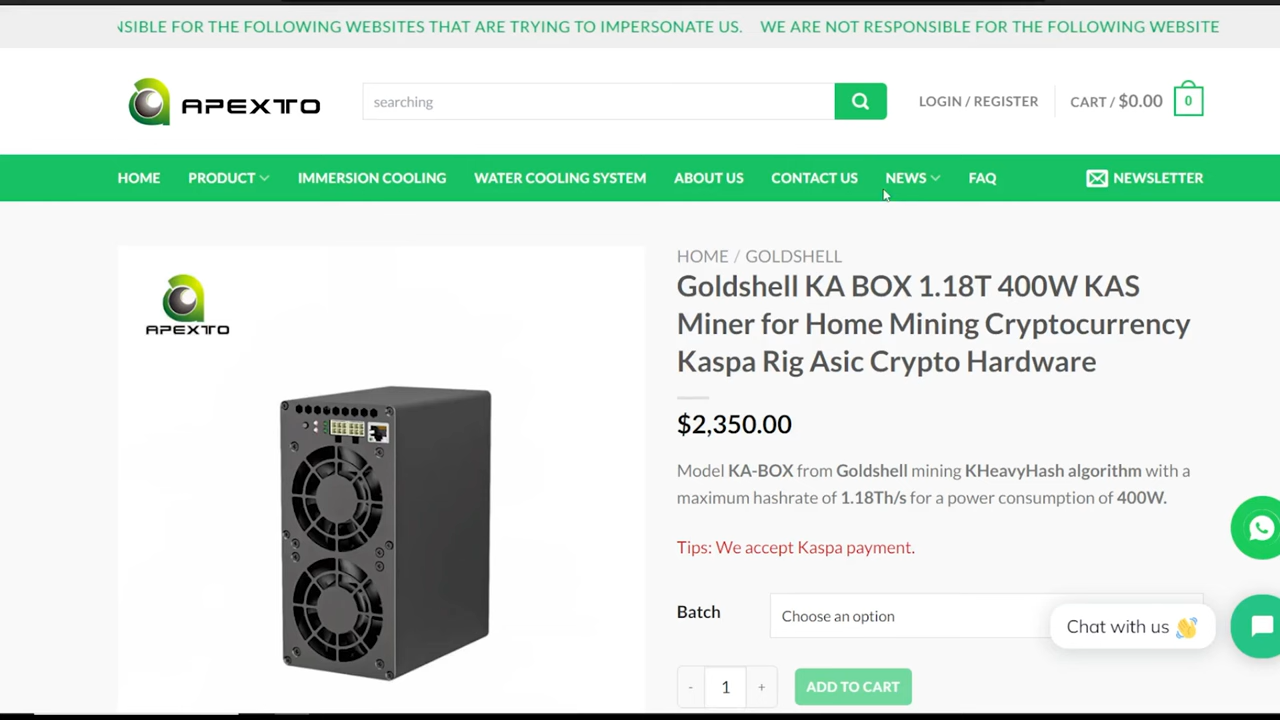 NSIBLE FOR THE FOLLOWING WEBSITES THAT ARE TRYING TO IMPERSONATE US. WE ARE NOT RESPONSIBLE FOR THE FOLLOWING WEBSITE
APEXTO
searching
LOGIN / REGISTER
CART / $0.00
0
HOME PRODUCT IMMERSION COOLING WATER COOLING SYSTEM ABOUT US CONTACT US NEWS FAQ NEWSLETTER
APEXTO
HOME / GOLDSHELL
Goldshell KA BOX 1.18T 400W KAS
Miner for Home Mining Cryptocurrency
Kaspa Rig Asic Crypto Hardware
$2,350.00
Model KA-BOX from Goldshell mining KHeavyHash algorithm with a
maximum hashrate of 1.18Th/s for a power consumption of 400W.
Tips: We accept Kaspa payment.
Batch
Choose an option
Chat with us 👋
- 1 +
ADD TO CART